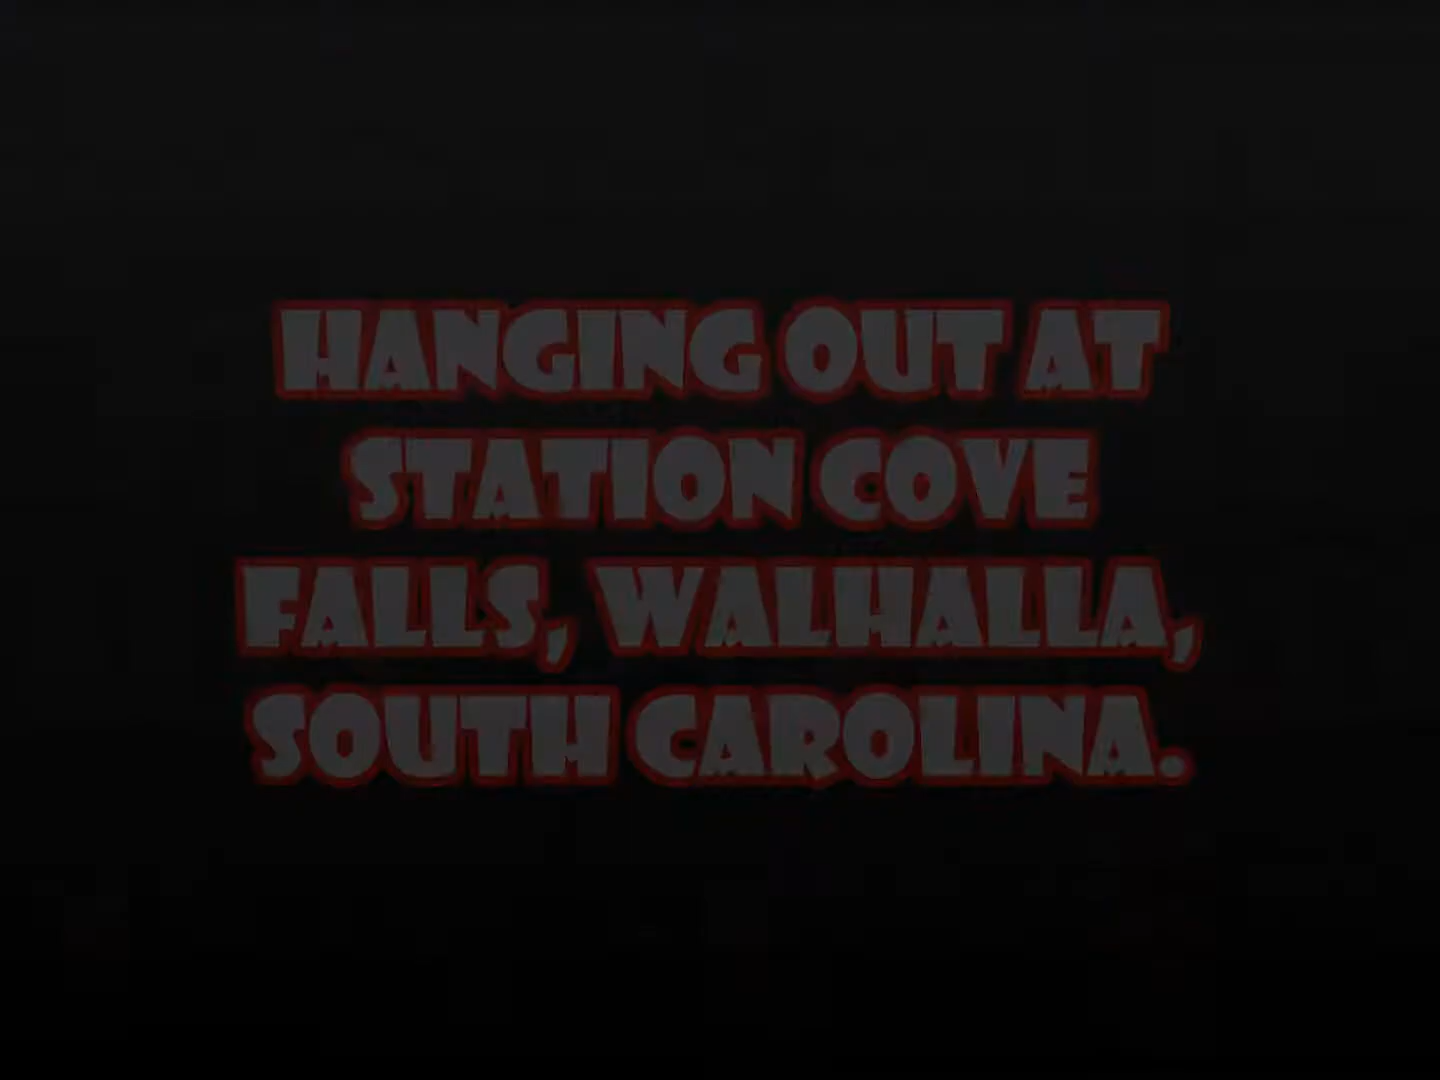 HANGING OUT AT
STATION COVE
FALLS, WALHALLA,
SOUTH CAROLINA.